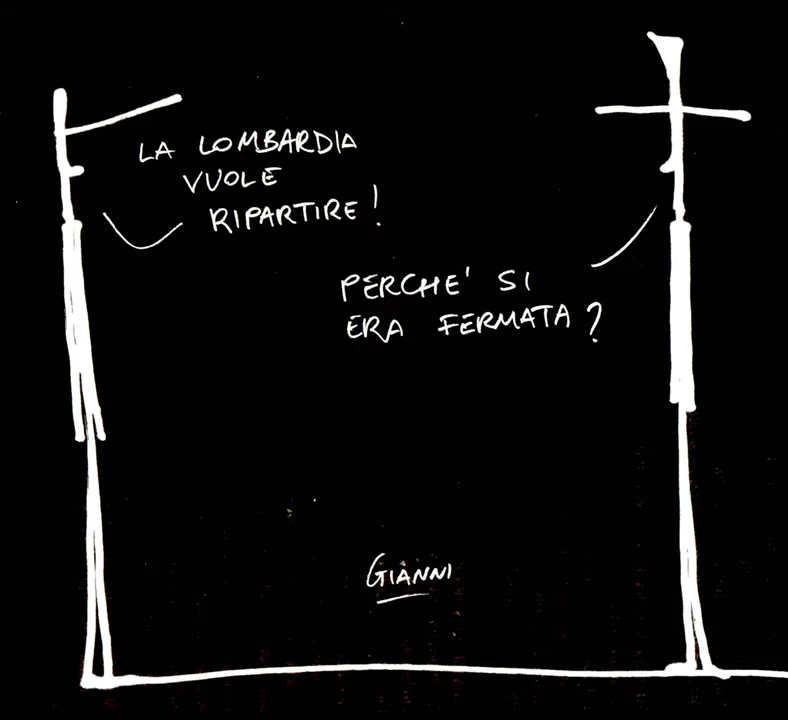 LA LOMBARDIA
VUOLE
RIPARTIRE!
PERCHE' SI
ERA FERMATA?
GIANNI